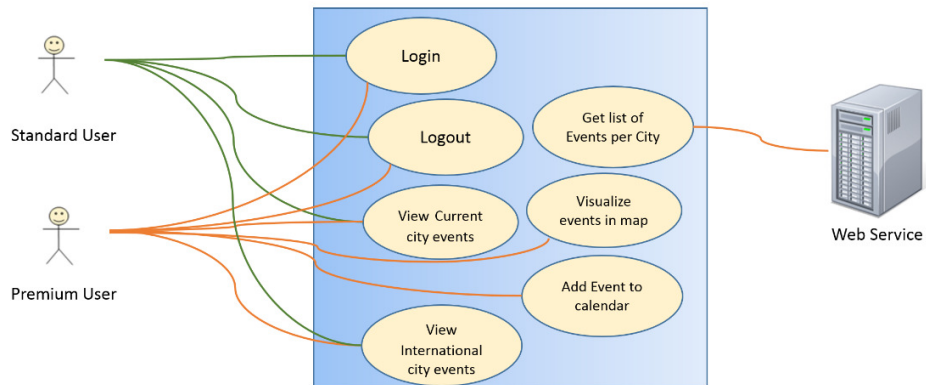 Login
Standard User
Logout
Get list of
Events per City
Premium User
View Current
city events
Visualize
events in map
Web Service
Add Event to
calendar
View
International
city events